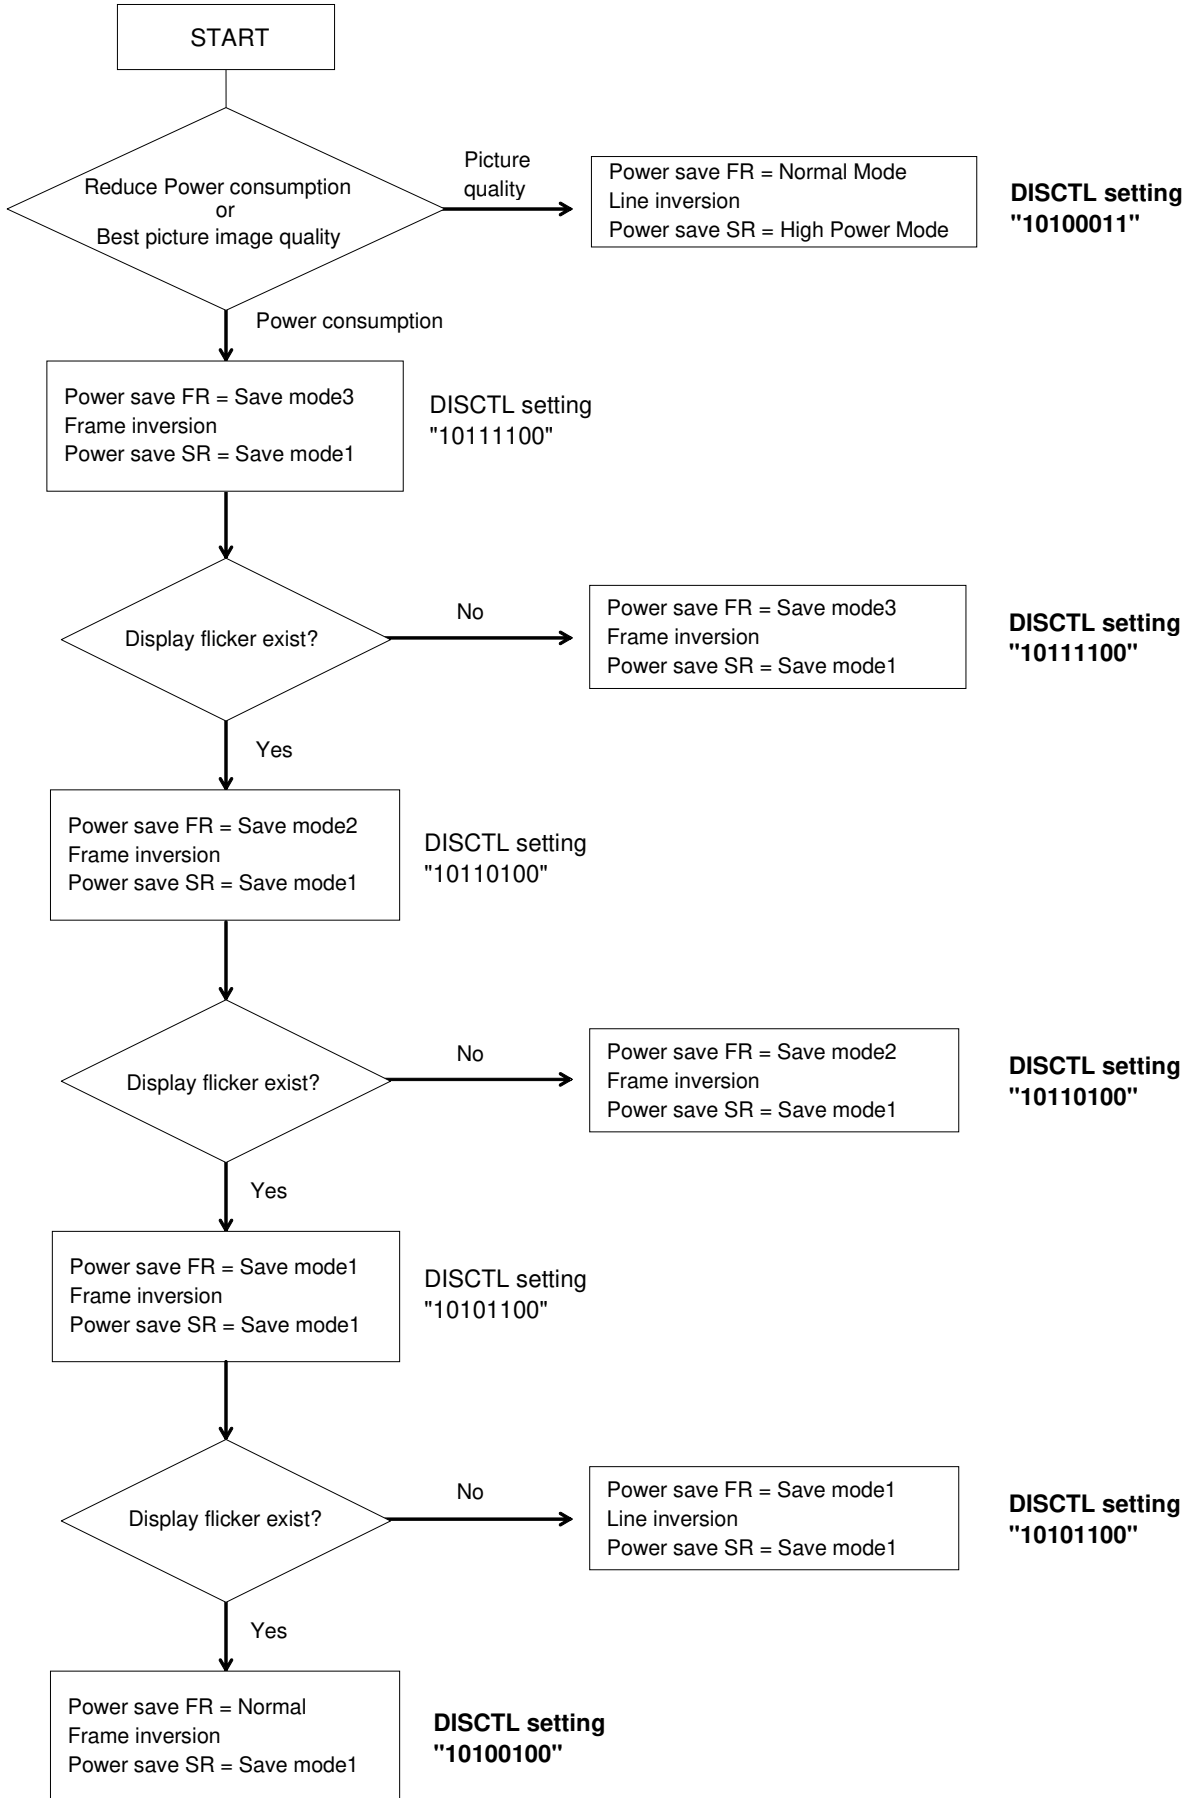 START
Reduce Power consumption
or
Best picture image quality
Picture
quality
Power save FR = Normal Mode
Line inversion
Power save SR = High Power Mode
DISCTL setting
"10100011"
Power consumption
Power save FR = Save mode3
Frame inversion
Power save SR = Save mode1
DISCTL setting
"10111100"
Display flicker exist?
No
Power save FR = Save mode3
Frame inversion
Power save SR = Save mode1
DISCTL setting
"10111100"
Yes
Power save FR = Save mode2
Frame inversion
Power save SR = Save mode1
DISCTL setting
"10110100"
Display flicker exist?
No
Power save FR = Save mode2
Frame inversion
Power save SR = Save mode1
DISCTL setting
"10110100"
Yes
Power save FR = Save mode1
Frame inversion
Power save SR = Save mode1
DISCTL setting
"10101100"
Display flicker exist?
No
Power save FR = Save mode1
Line inversion
Power save SR = Save mode1
DISCTL setting
"10101100"
Yes
Power save FR = Normal
Frame inversion
Power save SR = Save mode1
DISCTL setting
"10100100"